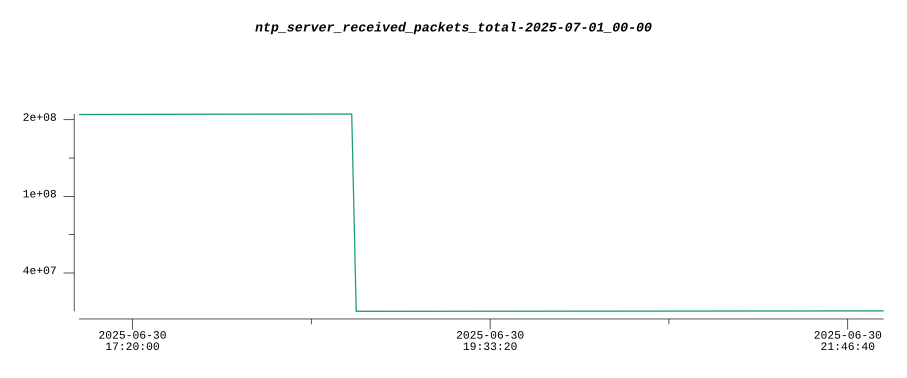 ntp_server_received_packets_total-2025-07-01_00-00
2e+08
1e+08
4e+07
2025-06-30
17:20:00
2025-06-30
19:33:20
2025-06-30
21:46:40